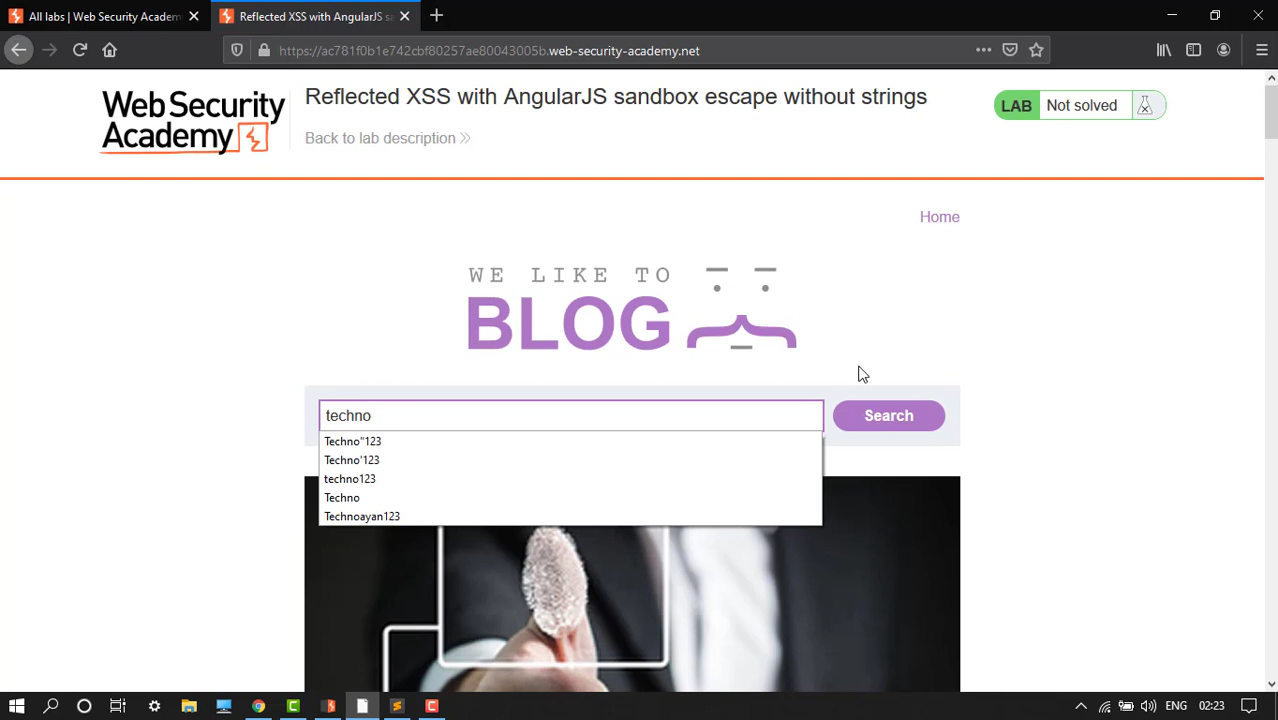 All labs | Web Security Academ
Reflected XSS with AngularJS sa
https://ac781f0b1e742cbf80257ae80043005b.web-security-academy.net
Web Security
Academy
Reflected XSS with AngularJS sandbox escape without strings
Back to lab description
LAB
Not solved
Home
WE LIKE TO
BLOG
techno
Search
Techno"123
Techno'123
techno123
Techno
Technoayan123
ENG
02:23